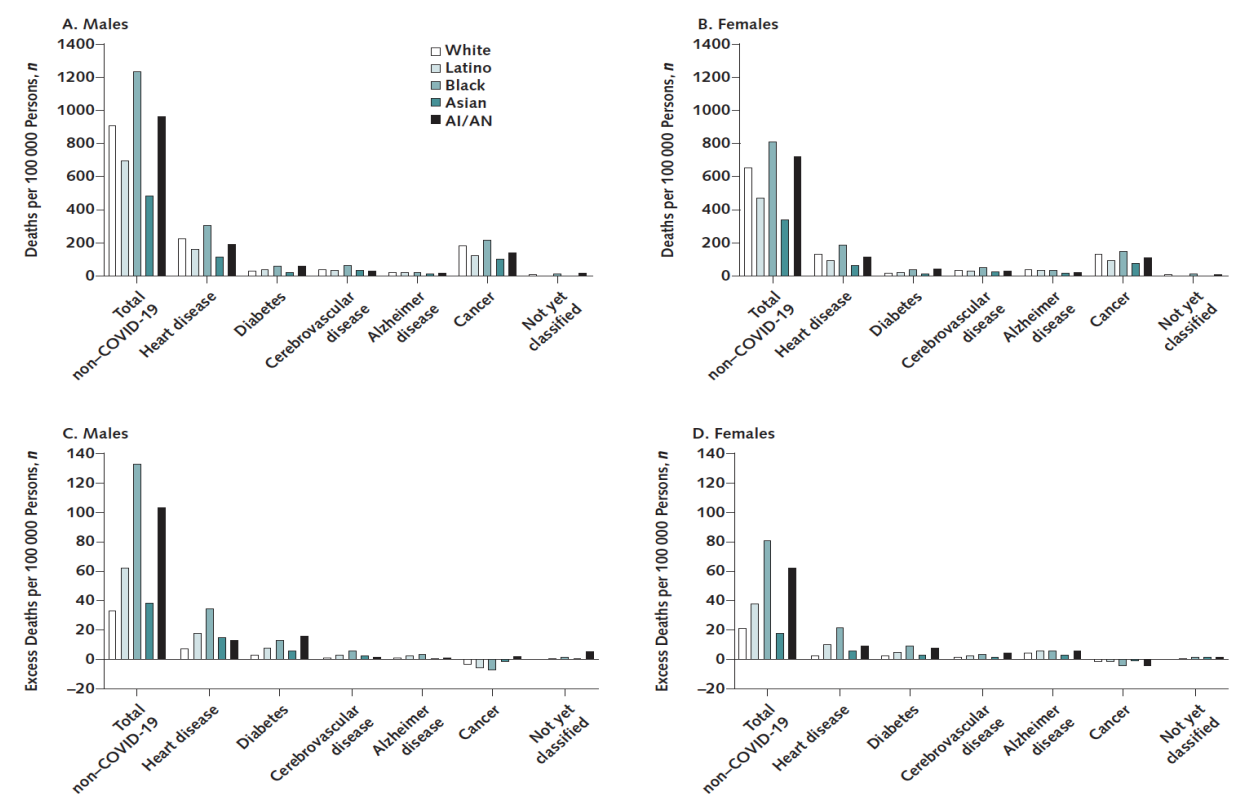 A. Males
Deaths per 100 000 Persons, n
1400
1200
1000
800
600
400
200
0
White
Latino
Black
Asian
AI/AN
Total
non–COVID-19
Heart disease
Diabetes
Cerebrovascular
disease
Alzheimer
disease
Cancer
Not yet
classified
B. Females
Deaths per 100 000 Persons, n
1400
1200
1000
800
600
400
200
0
Total
non–COVID-19
Heart disease
Diabetes
Cerebrovascular
disease
Alzheimer
disease
Cancer
Not yet
classified
C. Males
Excess Deaths per 100 000 Persons, n
140
120
100
80
60
40
20
0
–20
Total
non–COVID-19
Heart disease
Diabetes
Cerebrovascular
disease
Alzheimer
disease
Cancer
Not yet
classified
D. Females
Excess Deaths per 100 000 Persons, n
140
120
100
80
60
40
20
0
–20
Total
non–COVID-19
Heart disease
Diabetes
Cerebrovascular
disease
Alzheimer
disease
Cancer
Not yet
classified